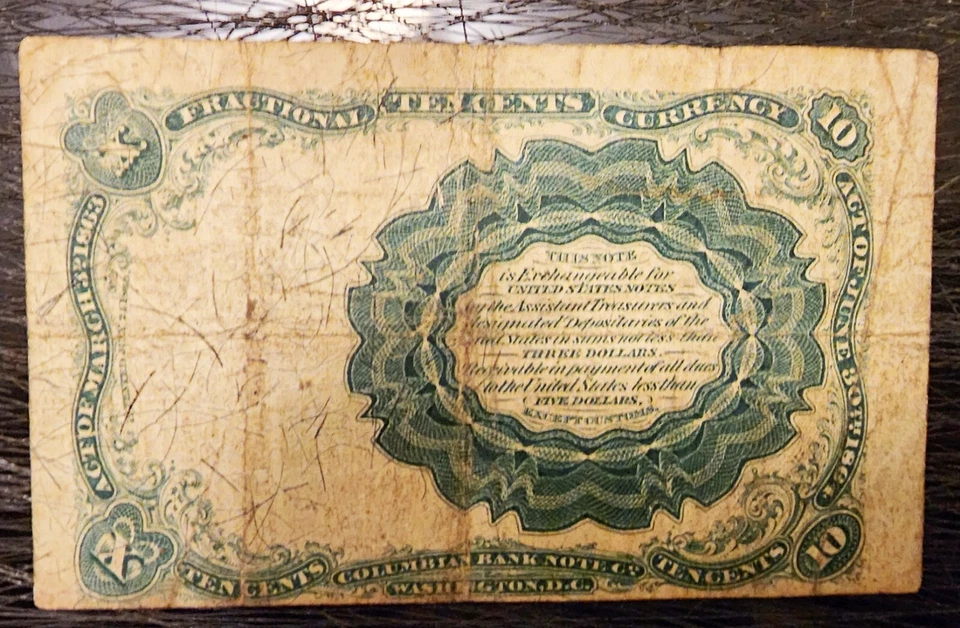 FRACTIONAL TEN CENTS CURRENCY
X
10
ACT OF MARCH 3D 1863
ACT OF JUNE 30TH 1864
THIS NOTE
is Exchangeable for
UNITED STATES NOTES
the Assistant Treasurers and
designated Depositaries of the
States in sums not less than
THREE DOLLARS.
Receivable in payment of all dues
to the United States less than
FIVE DOLLARS,
EXCEPT CUSTOMS.
X
10
TEN CENTS COLUMBIAN BANK NOTE Co. TEN CENTS
WASHINGTON, D.C.